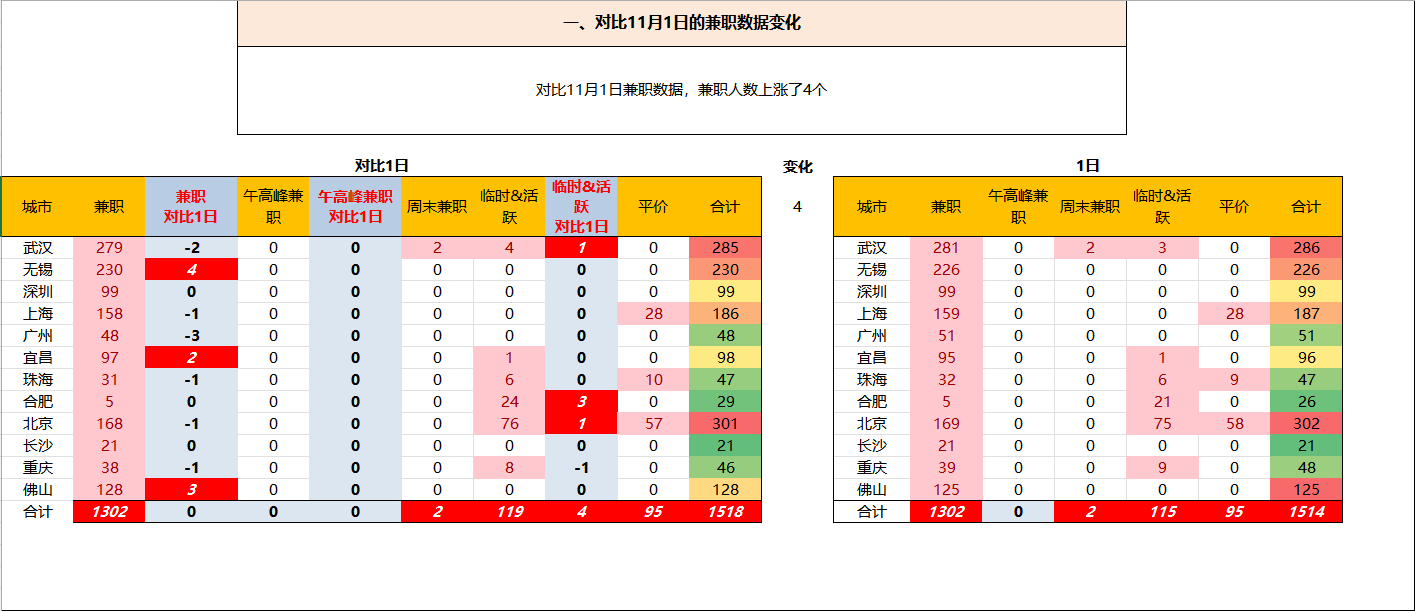 一、对比11月1日的兼职数据变化
对比11月1日兼职数据，兼职人数上涨了4个
对比1日 变化 1日
城市 兼职 兼职 对比1日 午高峰兼职 午高峰兼职 对比1日 周末兼职 临时&活跃 临时&活跃 对比1日 平价 合计 4 城市 兼职 午高峰兼职 周末兼职 临时&活跃 平价 合计
武汉 279 -2 0 0 2 4 1 0 285 武汉 281 0 2 3 0 286
无锡 230 4 0 0 0 0 0 0 230 无锡 226 0 0 0 0 226
深圳 99 0 0 0 0 0 0 0 99 深圳 99 0 0 0 0 99
上海 158 -1 0 0 0 0 0 28 186 上海 159 0 0 0 28 187
广州 48 -3 0 0 0 0 0 0 48 广州 51 0 0 0 0 51
宜昌 97 2 0 0 0 1 0 0 98 宜昌 95 0 0 1 0 96
珠海 31 -1 0 0 0 6 0 10 47 珠海 32 0 0 6 9 47
合肥 5 0 0 0 0 24 3 0 29 合肥 5 0 0 21 0 26
北京 168 -1 0 0 0 76 1 57 301 北京 169 0 0 75 58 302
长沙 21 0 0 0 0 0 0 0 21 长沙 21 0 0 0 0 21
重庆 38 -1 0 0 0 8 -1 0 46 重庆 39 0 0 9 0 48
佛山 128 3 0 0 0 0 0 0 128 佛山 125 0 0 0 0 125
合计 1302 0 0 0 2 119 4 95 1518 合计 1302 0 2 115 95 1514